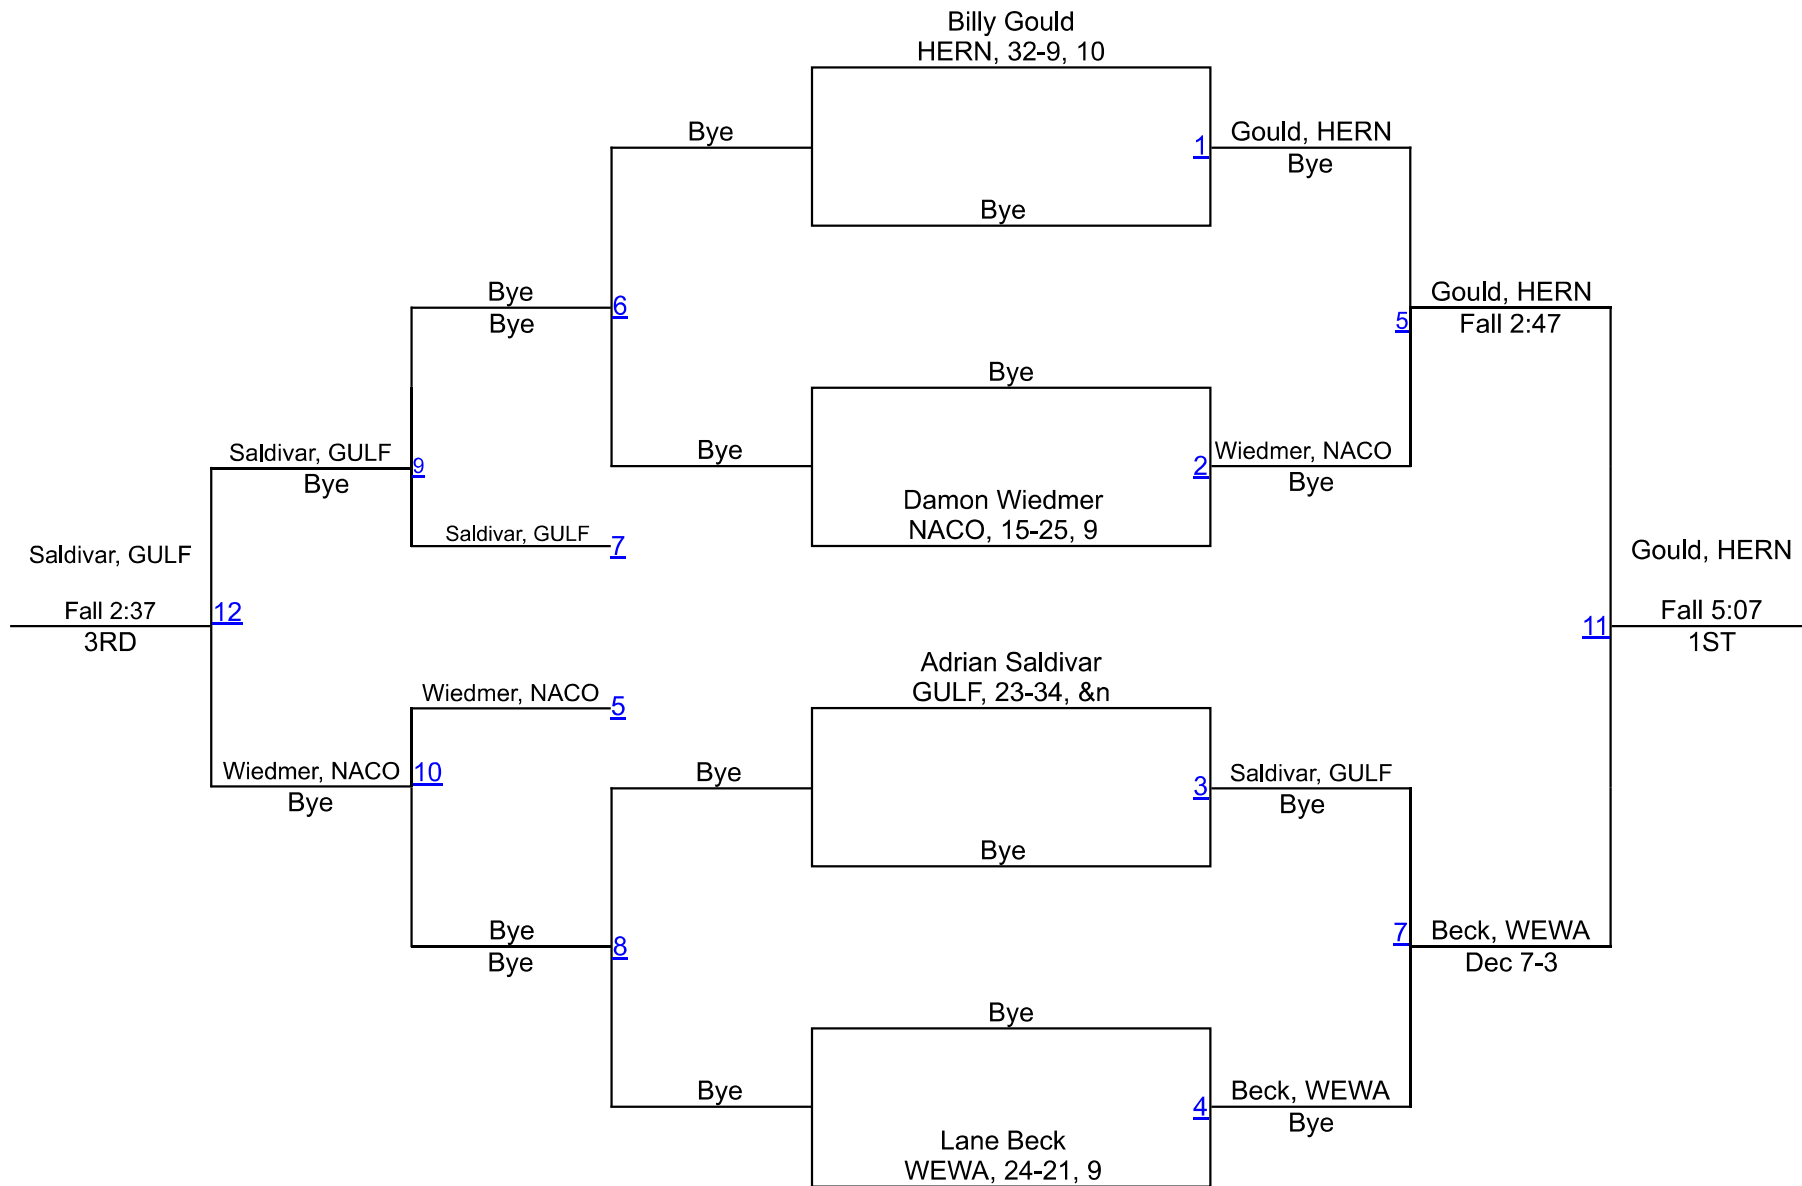 Billy Gould
HERN, 32-9, 10
Bye
1
Gould, HERN
Bye
Bye
Bye
Bye
6
Gould, HERN
Fall 2:47
5
Bye
Bye
Saldivar, GULF
Bye
9
2
Wiedmer, NACO
Bye
Damon Wiedmer
NACO, 15-25, 9
Saldivar, GULF
7
Saldivar, GULF
Fall 2:37
3RD
12
Gould, HERN
Fall 5:07
1ST
11
Adrian Saldivar
GULF, 23-34, &n
Wiedmer, NACO
5
Wiedmer, NACO
Bye
10
Bye
3
Saldivar, GULF
Bye
Bye
Bye
Bye
8
7
Beck, WEWA
Dec 7-3
Bye
Bye
4
Beck, WEWA
Bye
Lane Beck
WEWA, 24-21, 9